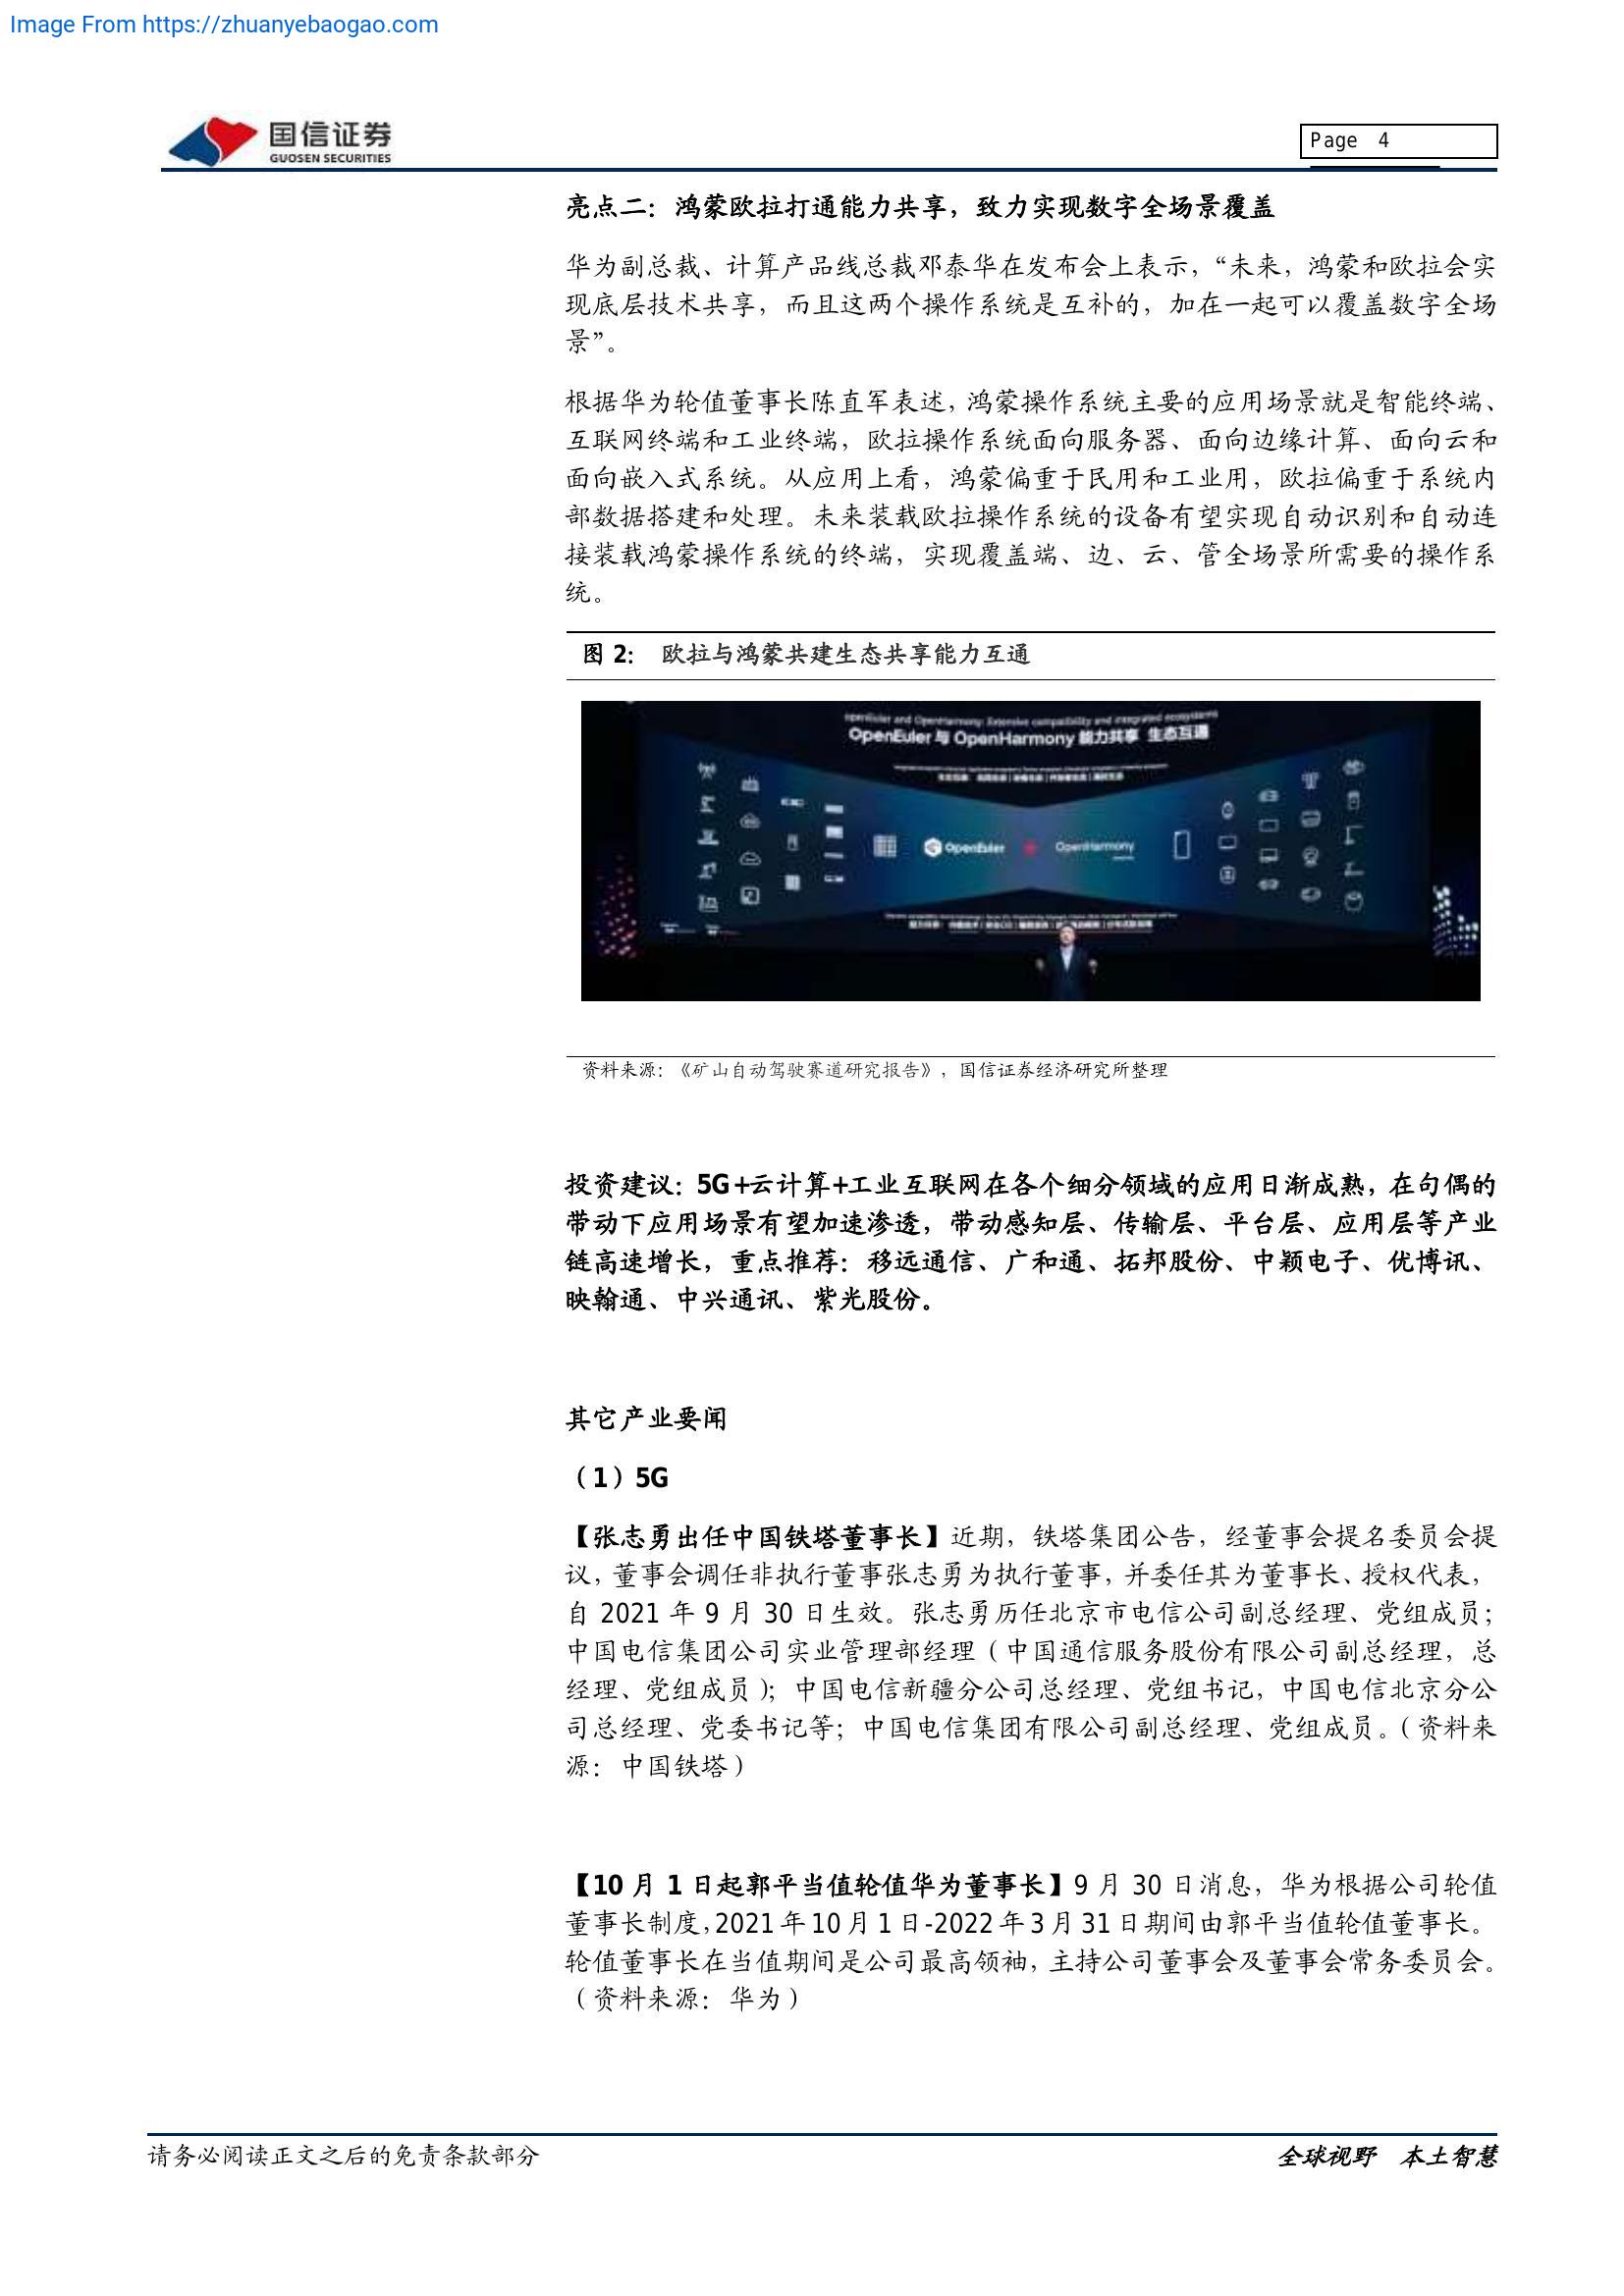 Image From https://zhuanyebaogao.com
国信证券
GUOSEN SECURITIES
Page 4
亮点二：鸿蒙欧拉打通能力共享，致力实现数字全场景覆盖
华为副总裁、计算产品线总裁邓泰华在发布会上表示，“未来，鸿蒙和欧拉会实
现底层技术共享，而且这两个操作系统是互补的，加在一起可以覆盖数字全场
景”。
根据华为轮值董事长陈直军表述，鸿蒙操作系统主要的应用场景就是智能终端、
互联网终端和工业终端，欧拉操作系统面向服务器、面向边缘计算、面向云和
面向嵌入式系统。从应用上看，鸿蒙偏重于民用和工业用，欧拉偏重于系统内
部数据搭建和处理。未来装载欧拉操作系统的设备有望实现自动识别和自动连
接装载鸿蒙操作系统的终端，实现覆盖端、边、云、管全场景所需要的操作系
统。
图 2： 欧拉与鸿蒙共建生态共享能力互通
openEuler and OpenHarmony: Extensive compatibility and integrated ecosystems
OpenEuler 与 OpenHarmony 能力共享 生态互通
OpenEuler
OpenHarmony
资料来源：《矿山自动驾驶赛道研究报告》，国信证券经济研究所整理
投资建议：5G+云计算+工业互联网在各个细分领域的应用日渐成熟，在句偶的
带动下应用场景有望加速渗透，带动感知层、传输层、平台层、应用层等产业
链高速增长，重点推荐：移远通信、广和通、拓邦股份、中颖电子、优博讯、
映翰通、中兴通讯、紫光股份。
其它产业要闻
（1）5G
【张志勇出任中国铁塔董事长】近期，铁塔集团公告，经董事会提名委员会提
议，董事会调任非执行董事张志勇为执行董事，并委任其为董事长、授权代表，
自 2021 年 9 月 30 日生效。张志勇历任北京市电信公司副总经理、党组成员；
中国电信集团公司实业管理部经理（中国通信服务股份有限公司副总经理，总
经理、党组成员）；中国电信新疆分公司总经理、党组书记，中国电信北京分公
司总经理、党委书记等；中国电信集团有限公司副总经理、党组成员。（资料来
源：中国铁塔）
【10 月 1 日起郭平当值轮值华为董事长】9 月 30 日消息，华为根据公司轮值
董事长制度，2021 年 10 月 1 日-2022 年 3 月 31 日期间由郭平当值轮值董事长。
轮值董事长在当值期间是公司最高领袖，主持公司董事会及董事会常务委员会。
（资料来源：华为）
请务必阅读正文之后的免责条款部分
全球视野 本土智慧